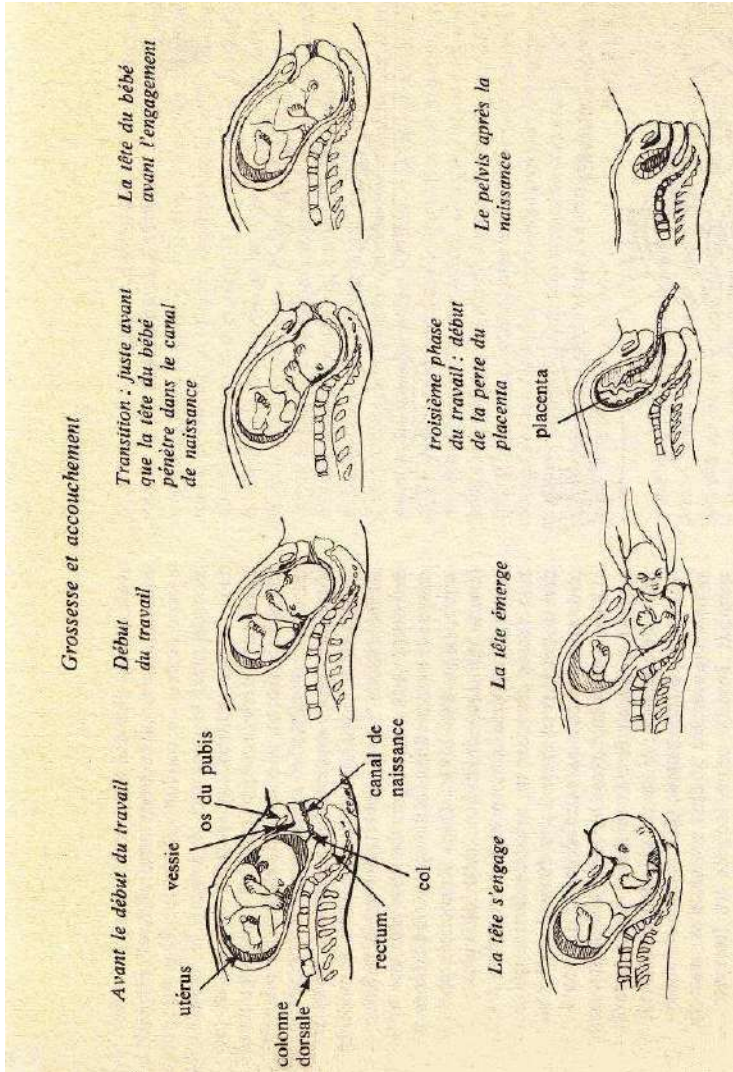 Grossesse et accouchement
Avant le début du travail
utérus
vessie
os du pubis
colonne
dorsale
rectum
col
canal de
naissance
Début
du travail
Transition : juste avant
que la tête du bébé
pénètre dans le canal
de naissance
La tête du bébé
avant l'engagement
La tête s'engage
La tête émerge
troisième phase
du travail : début
de la perte du
placenta
placenta
Le pelvis après la
naissance